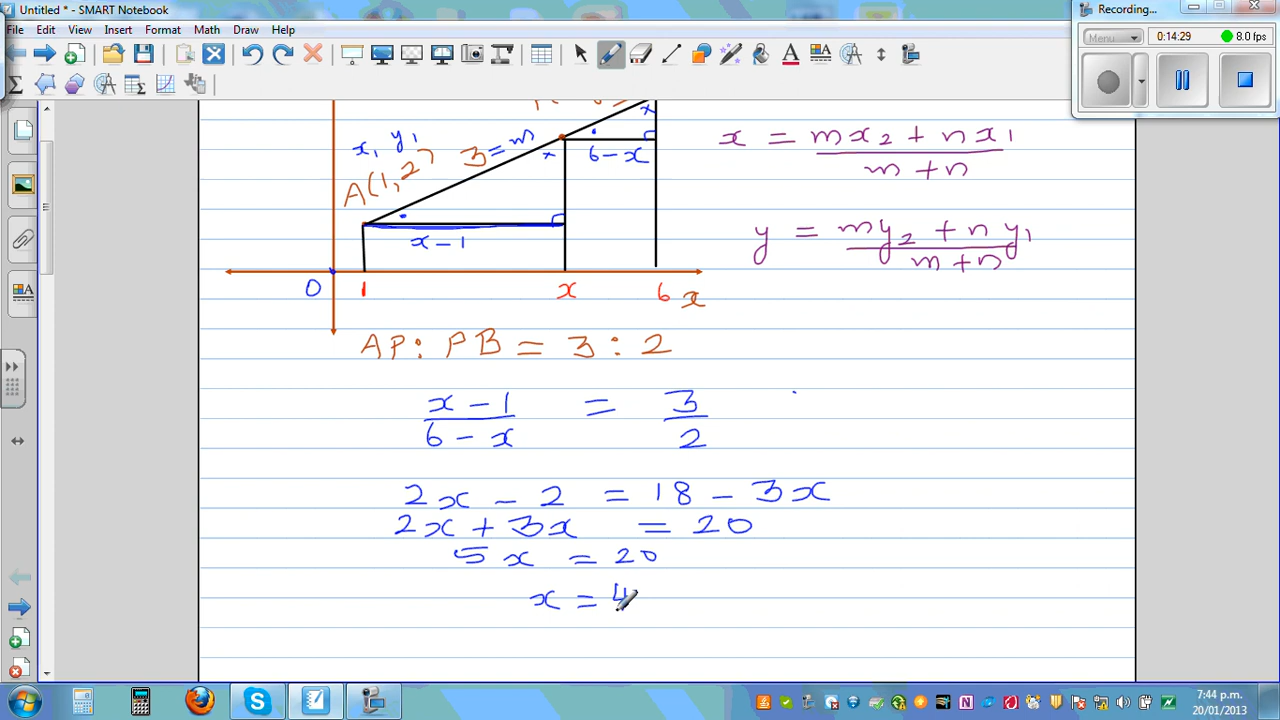 Untitled * - SMART Notebook
Recording...
File Edit View Insert Format Math Draw Help
Menu
0:14:29
8.0 fps
x, y1
3 = m
A(1, 2)
6 - x
x - 1
0 1 x 6 x
x = mx2 + nx1
m + n
y = my2 + ny1
m + n
AP : PB = 3 : 2
x - 1 = 3
6 - x 2
2x - 2 = 18 - 3x
2x + 3x = 20
5x = 20
x = 4
7:44 p.m.
20/01/2013